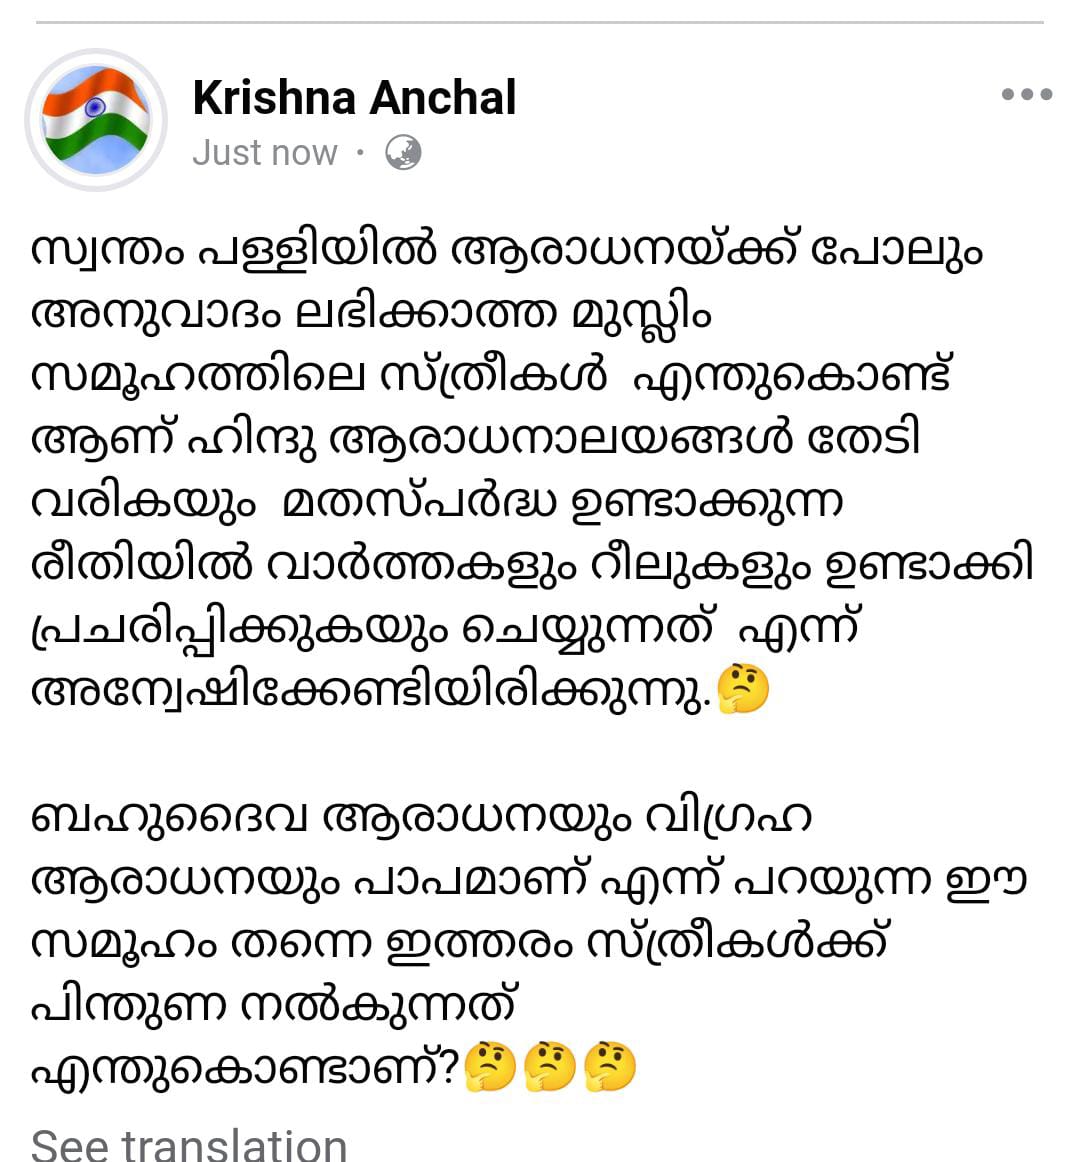 Krishna Anchal
Just now ·
സ്വന്തം പള്ളിയിൽ ആരാധനയ്ക്ക് പോലും
അനുവാദം ലഭിക്കാത്ത മുസ്ലിം
സമൂഹത്തിലെ സ്ത്രീകൾ  എന്തുകൊണ്ട്
ആണ് ഹിന്ദു ആരാധനാലയങ്ങൾ തേടി
വരികയും  മതസ്പർദ്ധ ഉണ്ടാക്കുന്ന
രീതിയിൽ വാർത്തകളും റീലുകളും ഉണ്ടാക്കി
പ്രചരിപ്പിക്കുകയും ചെയ്യുന്നത്  എന്ന്
അന്വേഷിക്കേണ്ടിയിരിക്കുന്നു.🤔
ബഹുദൈവ ആരാധനയും വിഗ്രഹ
ആരാധനയും പാപമാണ് എന്ന് പറയുന്ന ഈ
സമൂഹം തന്നെ ഇത്തരം സ്ത്രീകൾക്ക്
പിന്തുണ നൽകുന്നത്
എന്തുകൊണ്ടാണ്?🤔🤔🤔
See translation